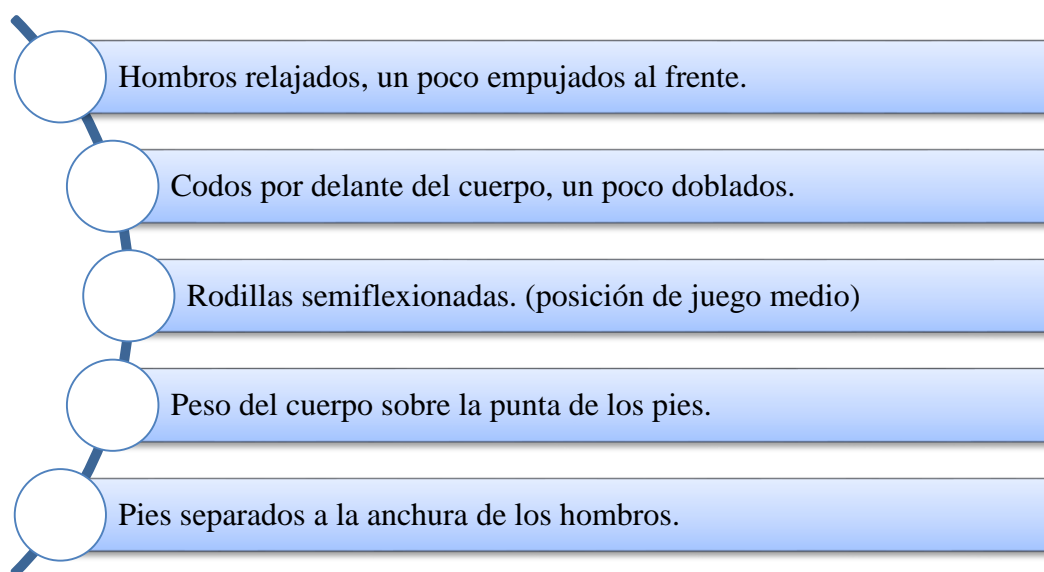 Hombros relajados, un poco empujados al frente.
Codos por delante del cuerpo, un poco doblados.
Rodillas semiflexionadas. (posición de juego medio)
Peso del cuerpo sobre la punta de los pies.
Pies separados a la anchura de los hombros.